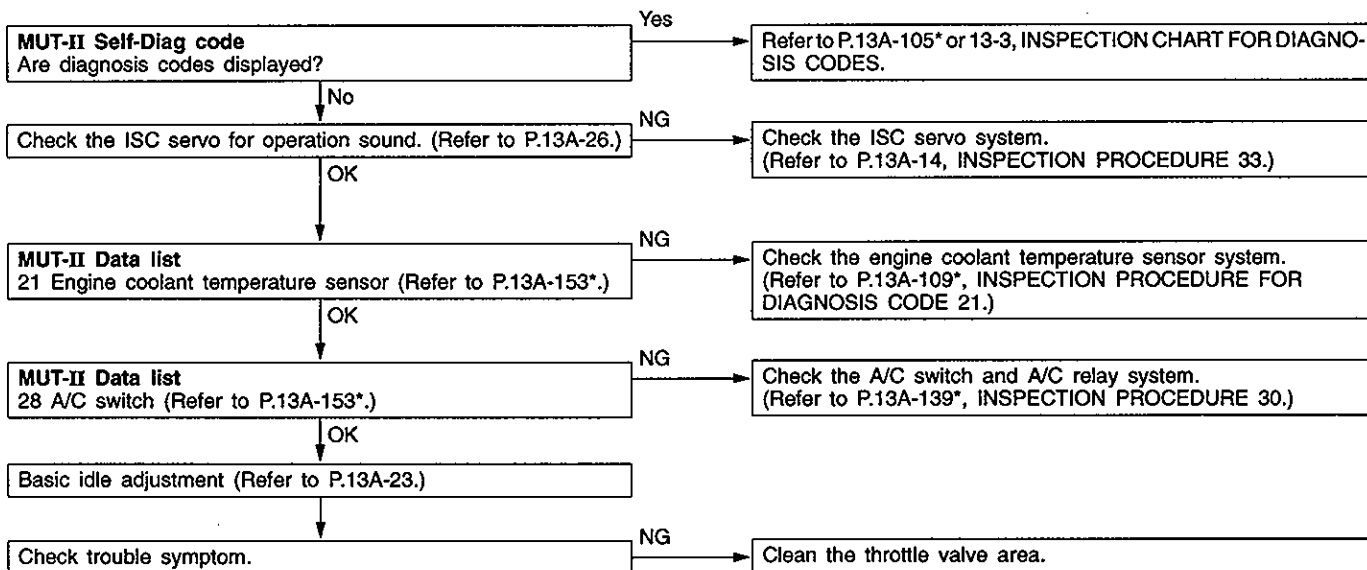 Yes
MUT-II Self-Diag code
Are diagnosis codes displayed?
Refer to P.13A-105* or 13-3, INSPECTION CHART FOR DIAGNO-
SIS CODES.
No
Check the ISC servo for operation sound. (Refer to P.13A-26.)
NG
Check the ISC servo system.
(Refer to P.13A-14, INSPECTION PROCEDURE 33.)
OK
MUT-II Data list
21 Engine coolant temperature sensor (Refer to P.13A-153*.)
NG
Check the engine coolant temperature sensor system.
(Refer to P.13A-109*, INSPECTION PROCEDURE FOR
DIAGNOSIS CODE 21.)
OK
MUT-II Data list
28 A/C switch (Refer to P.13A-153*.)
NG
Check the A/C switch and A/C relay system.
(Refer to P.13A-139*, INSPECTION PROCEDURE 30.)
OK
Basic idle adjustment (Refer to P.13A-23.)
Check trouble symptom.
NG
Clean the throttle valve area.